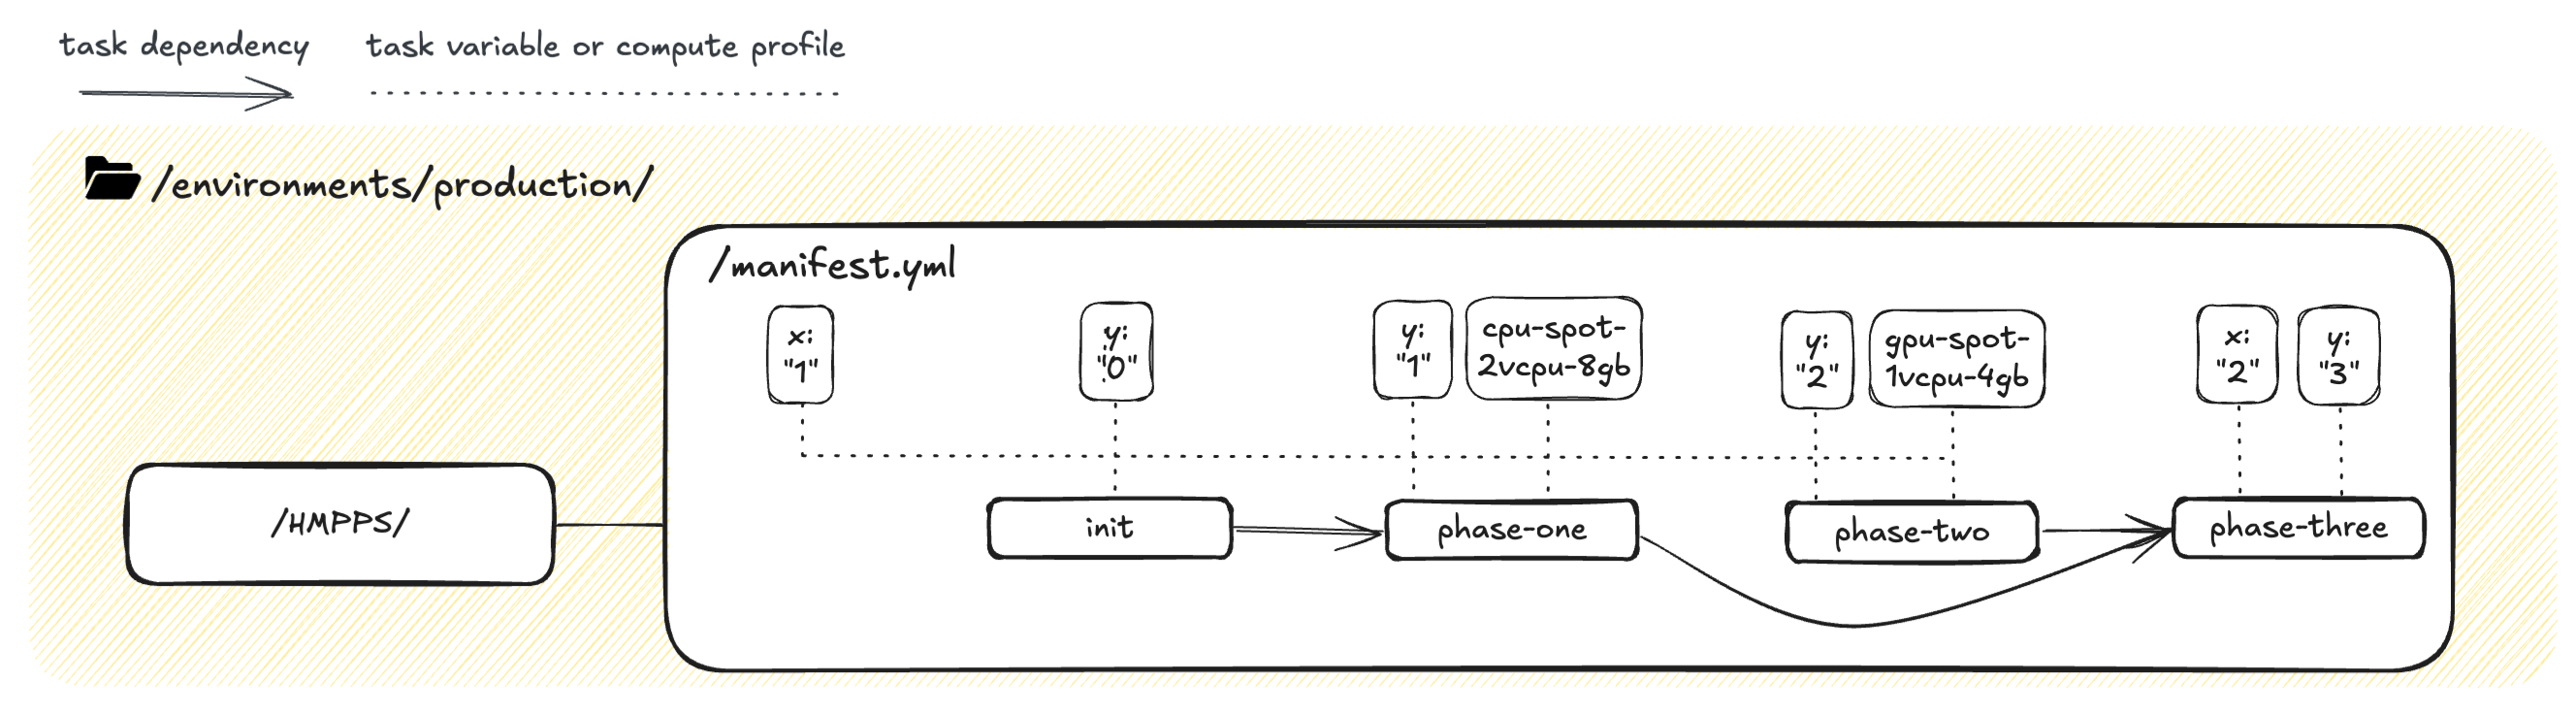 task dependency
task variable or compute profile
/environments/production/
/manifest.yml
x:
"1"
y:
"0"
y:
"1"
cpu-spot-
2vcpu-8gb
y:
"2"
gpu-spot-
1vcpu-4gb
x:
"2"
y:
"3"
/HMPPS/
init
phase-one
phase-two
phase-three